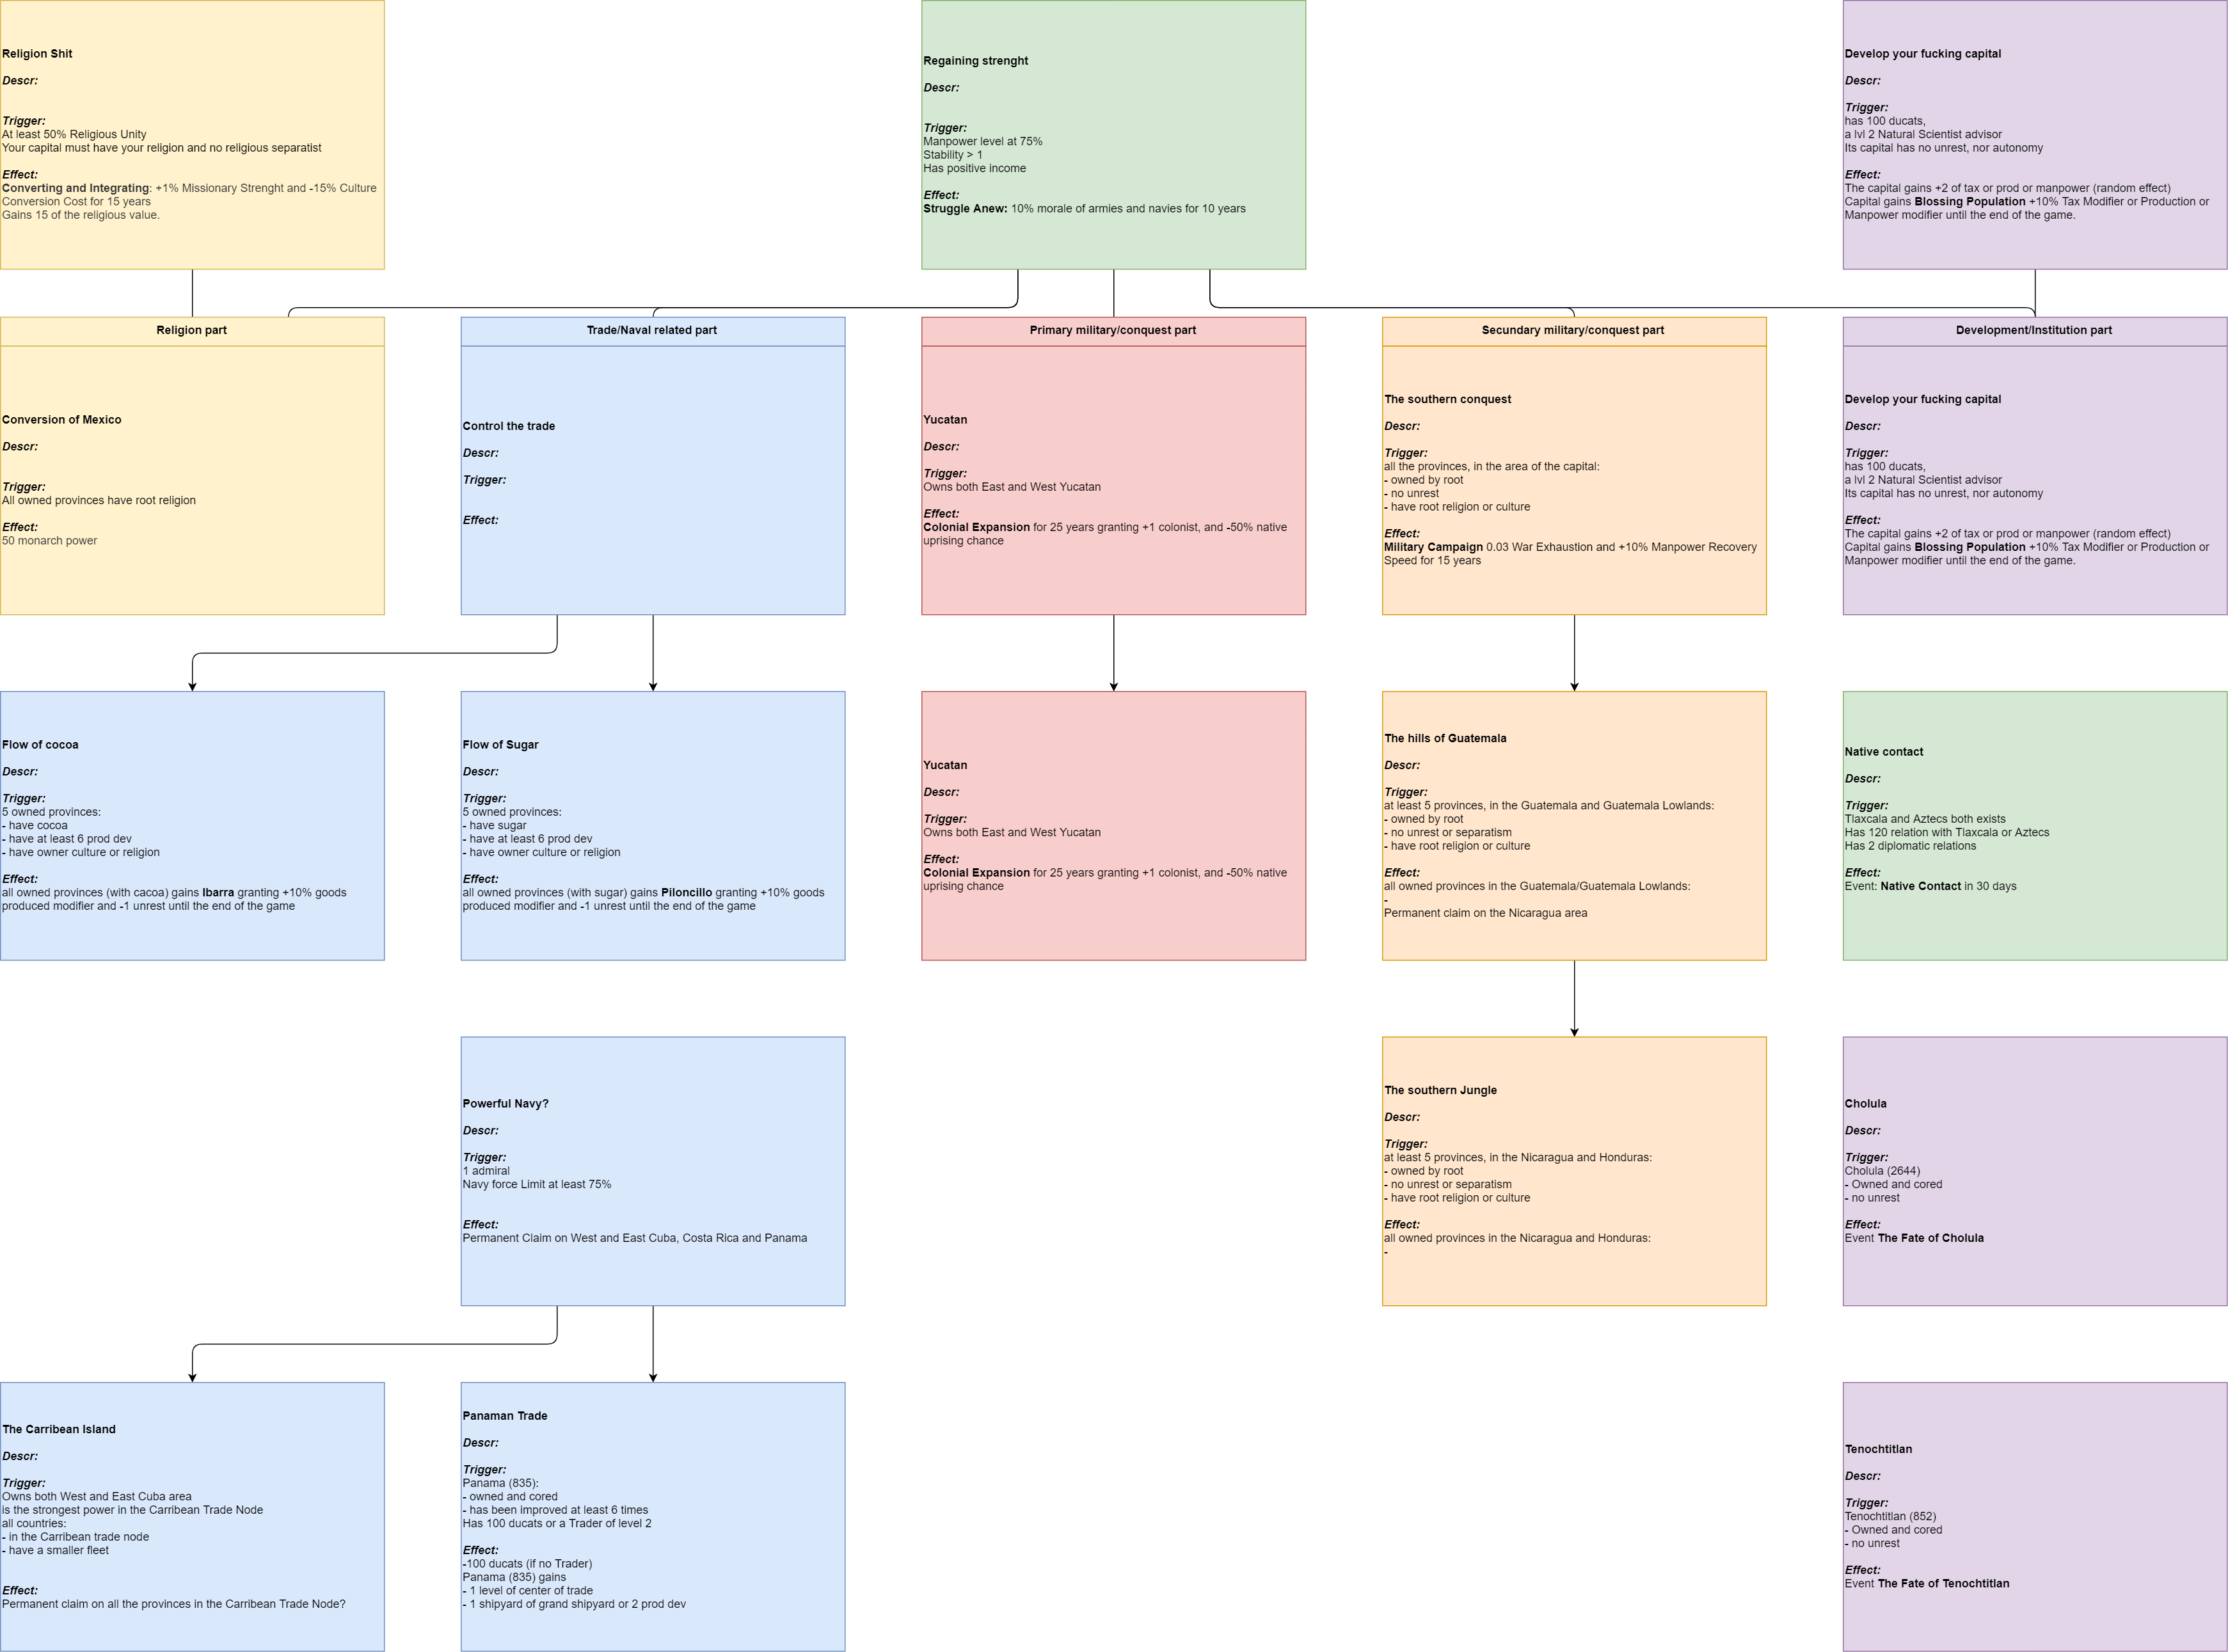 Religion Shit
Descr:
Trigger:
At least 50% Religious Unity
Your capital must have your religion and no religious separatist
Effect:
Converting and Integrating: +1% Missionary Strenght and -15% Culture
Conversion Cost for 15 years
Gains 15 of the religious value.
Regaining strenght
Descr:
Trigger:
Manpower level at 75%
Stability > 1
Has positive income
Effect:
Struggle Anew: 10% morale of armies and navies for 10 years
Develop your fucking capital
Descr:
Trigger:
has 100 ducats,
a lvl 2 Natural Scientist advisor
Its capital has no unrest, nor autonomy
Effect:
The capital gains +2 of tax or prod or manpower (random effect)
Capital gains Blossing Population +10% Tax Modifier or Production or
Manpower modifier until the end of the game.
Religion part
Conversion of Mexico
Descr:
Trigger:
All owned provinces have root religion
Effect:
50 monarch power
Trade/Naval related part
Control the trade
Descr:
Trigger:
Effect:
Primary military/conquest part
Yucatan
Descr:
Trigger:
Owns both East and West Yucatan
Effect:
Colonial Expansion for 25 years granting +1 colonist, and -50% native
uprising chance
Secundary military/conquest part
The southern conquest
Descr:
Trigger:
all the provinces, in the area of the capital:
- owned by root
- no unrest
- have root religion or culture
Effect:
Military Campaign 0.03 War Exhaustion and +10% Manpower Recovery
Speed for 15 years
Development/Institution part
Develop your fucking capital
Descr:
Trigger:
has 100 ducats,
a lvl 2 Natural Scientist advisor
Its capital has no unrest, nor autonomy
Effect:
The capital gains +2 of tax or prod or manpower (random effect)
Capital gains Blossing Population +10% Tax Modifier or Production or
Manpower modifier until the end of the game.
Flow of cocoa
Descr:
Trigger:
5 owned provinces:
- have cocoa
- have at least 6 prod dev
- have owner culture or religion
Effect:
all owned provinces (with cacoa) gains Ibarra granting +10% goods
produced modifier and -1 unrest until the end of the game
Flow of Sugar
Descr:
Trigger:
5 owned provinces:
- have sugar
- have at least 6 prod dev
- have owner culture or religion
Effect:
all owned provinces (with sugar) gains Piloncillo granting +10% goods
produced modifier and -1 unrest until the end of the game
Yucatan
Descr:
Trigger:
Owns both East and West Yucatan
Effect:
Colonial Expansion for 25 years granting +1 colonist, and -50% native
uprising chance
The hills of Guatemala
Descr:
Trigger:
at least 5 provinces, in the Guatemala and Guatemala Lowlands:
- owned by root
- no unrest or separatism
- have root religion or culture
Effect:
all owned provinces in the Guatemala/Guatemala Lowlands:
-
Permanent claim on the Nicaragua area
Native contact
Descr:
Trigger:
Tlaxcala and Aztecs both exists
Has 120 relation with Tlaxcala or Aztecs
Has 2 diplomatic relations
Effect:
Event: Native Contact in 30 days
Powerful Navy?
Descr:
Trigger:
1 admiral
Navy force Limit at least 75%
Effect:
Permanent Claim on West and East Cuba, Costa Rica and Panama
The southern Jungle
Descr:
Trigger:
at least 5 provinces, in the Nicaragua and Honduras:
- owned by root
- no unrest or separatism
- have root religion or culture
Effect:
all owned provinces in the Nicaragua and Honduras:
-
Cholula
Descr:
Trigger:
Cholula (2644)
- Owned and cored
- no unrest
Effect:
Event The Fate of Cholula
The Carribean Island
Descr:
Trigger:
Owns both West and East Cuba area
is the strongest power in the Carribean Trade Node
all countries:
- in the Carribean trade node
- have a smaller fleet
Effect:
Permanent claim on all the provinces in the Carribean Trade Node?
Panaman Trade
Descr:
Trigger:
Panama (835):
- owned and cored
- has been improved at least 6 times
Has 100 ducats or a Trader of level 2
Effect:
-100 ducats (if no Trader)
Panama (835) gains
- 1 level of center of trade
- 1 shipyard of grand shipyard or 2 prod dev
Tenochtitlan
Descr:
Trigger:
Tenochtitlan (852)
- Owned and cored
- no unrest
Effect:
Event The Fate of Tenochtitlan